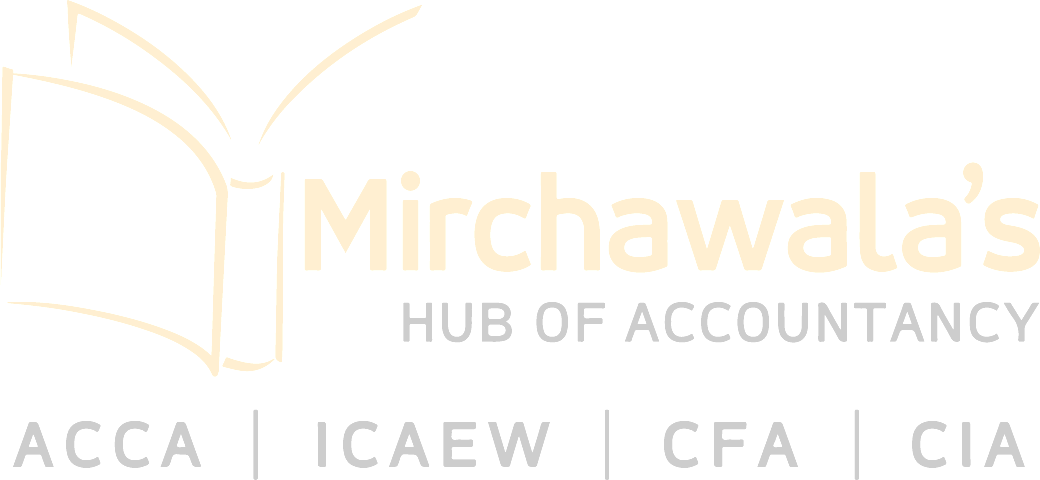 Mirchawala's
HUB OF ACCOUNTANCY
ACCA | ICAEW | CFA | CIA